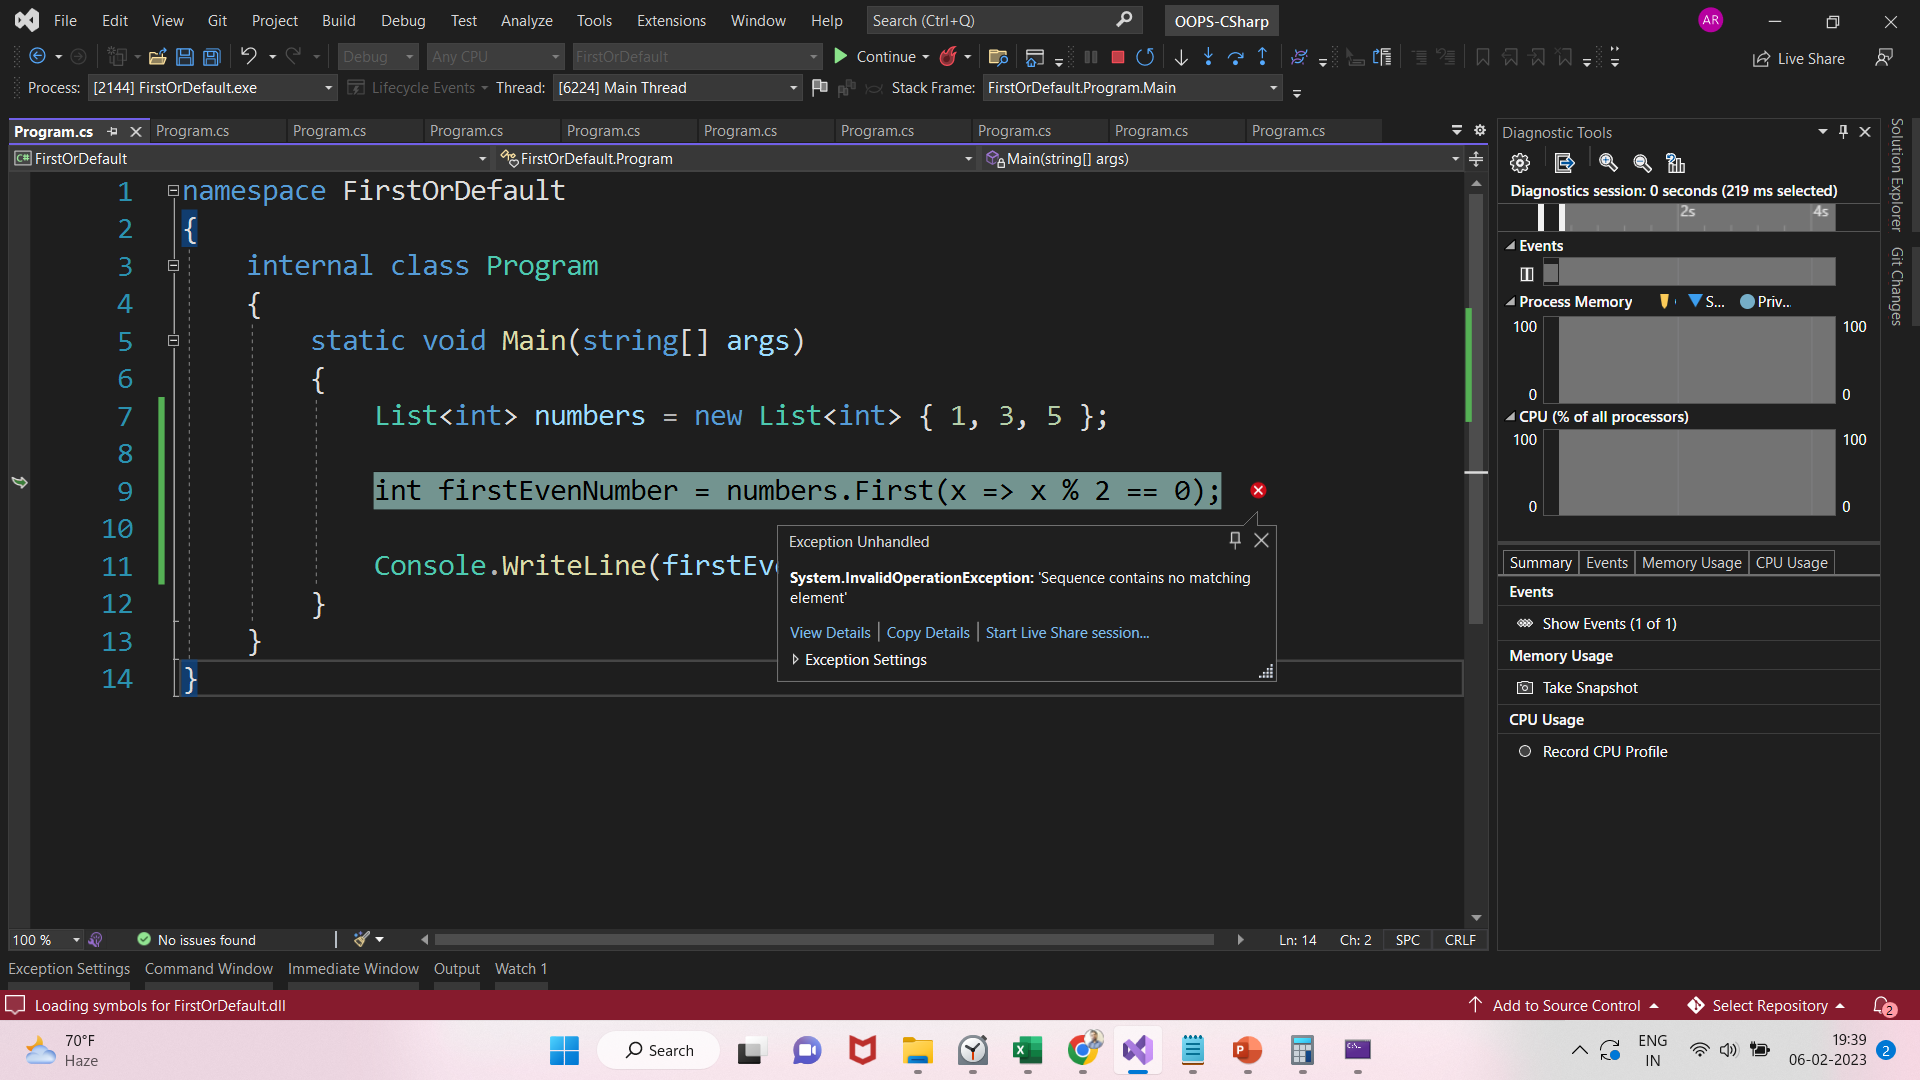 File Edit View Git Project Build Debug Test Analyze Tools Extensions Window Help Search (Ctrl+Q) OOPS-CSharp AR
Debug Any CPU FirstOrDefault Continue Live Share
Process: [2144] FirstOrDefault.exe Lifecycle Events Thread: [6224] Main Thread Stack Frame: FirstOrDefault.Program.Main
Program.cs Program.cs Program.cs Program.cs Program.cs Program.cs Program.cs Program.cs Program.cs Program.cs
C# FirstOrDefault FirstOrDefault.Program Main(string[] args)
1 namespace FirstOrDefault
2 {
3 internal class Program
4 {
5 static void Main(string[] args)
6 {
7 List<int> numbers = new List<int> { 1, 3, 5 };
8
9 int firstEvenNumber = numbers.First(x => x % 2 == 0);
10
11 Console.WriteLine(firstEve
12 }
13 }
14 }
Exception Unhandled
System.InvalidOperationException: 'Sequence contains no matching
element'
View Details Copy Details Start Live Share session...
Exception Settings
Diagnostic Tools
Diagnostics session: 0 seconds (219 ms selected)
2s 4s
Events
Process Memory S... Priv...
100 100
0 0
CPU (% of all processors)
100 100
0 0
Summary Events Memory Usage CPU Usage
Events
Show Events (1 of 1)
Memory Usage
Take Snapshot
CPU Usage
Record CPU Profile
Solution Explorer
Git Changes
100 % No issues found Ln: 14 Ch: 2 SPC CRLF
Exception Settings Command Window Immediate Window Output Watch 1
Loading symbols for FirstOrDefault.dll Add to Source Control Select Repository 2
70°F
Haze
Search
ENG
IN
19:39
06-02-2023
2